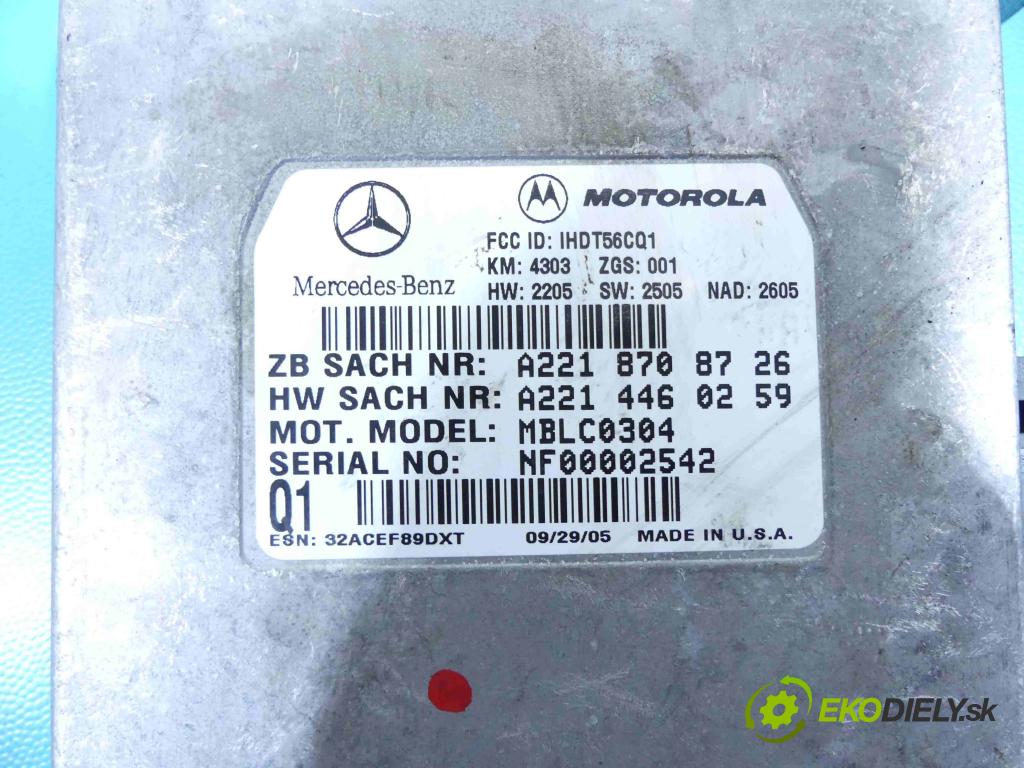 MOTOROLA
FCC ID: IHDT56CQ1
KM: 4303 ZGS: 001
Mercedes-Benz
HW: 2205 SW: 2505 NAD: 2605
ZB SACH NR: A221 870 87 26
HW SACH NR: A221 446 02 59
MOT. MODEL: MBLC0304
SERIAL NO: NF00002542
Q1
ESN: 32ACEF89DXT 09/29/05 MADE IN U.S.A.
EKODIELY.sk